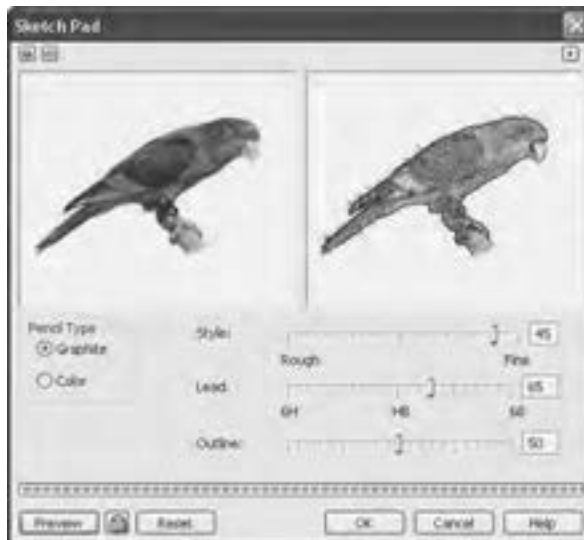 Sketch Pad
Pencil Type
Graphite
Color
Style: 45
Rough Fine
Lead: 65
6H HB 6B
Outline: 50
Preview Reset OK Cancel Help